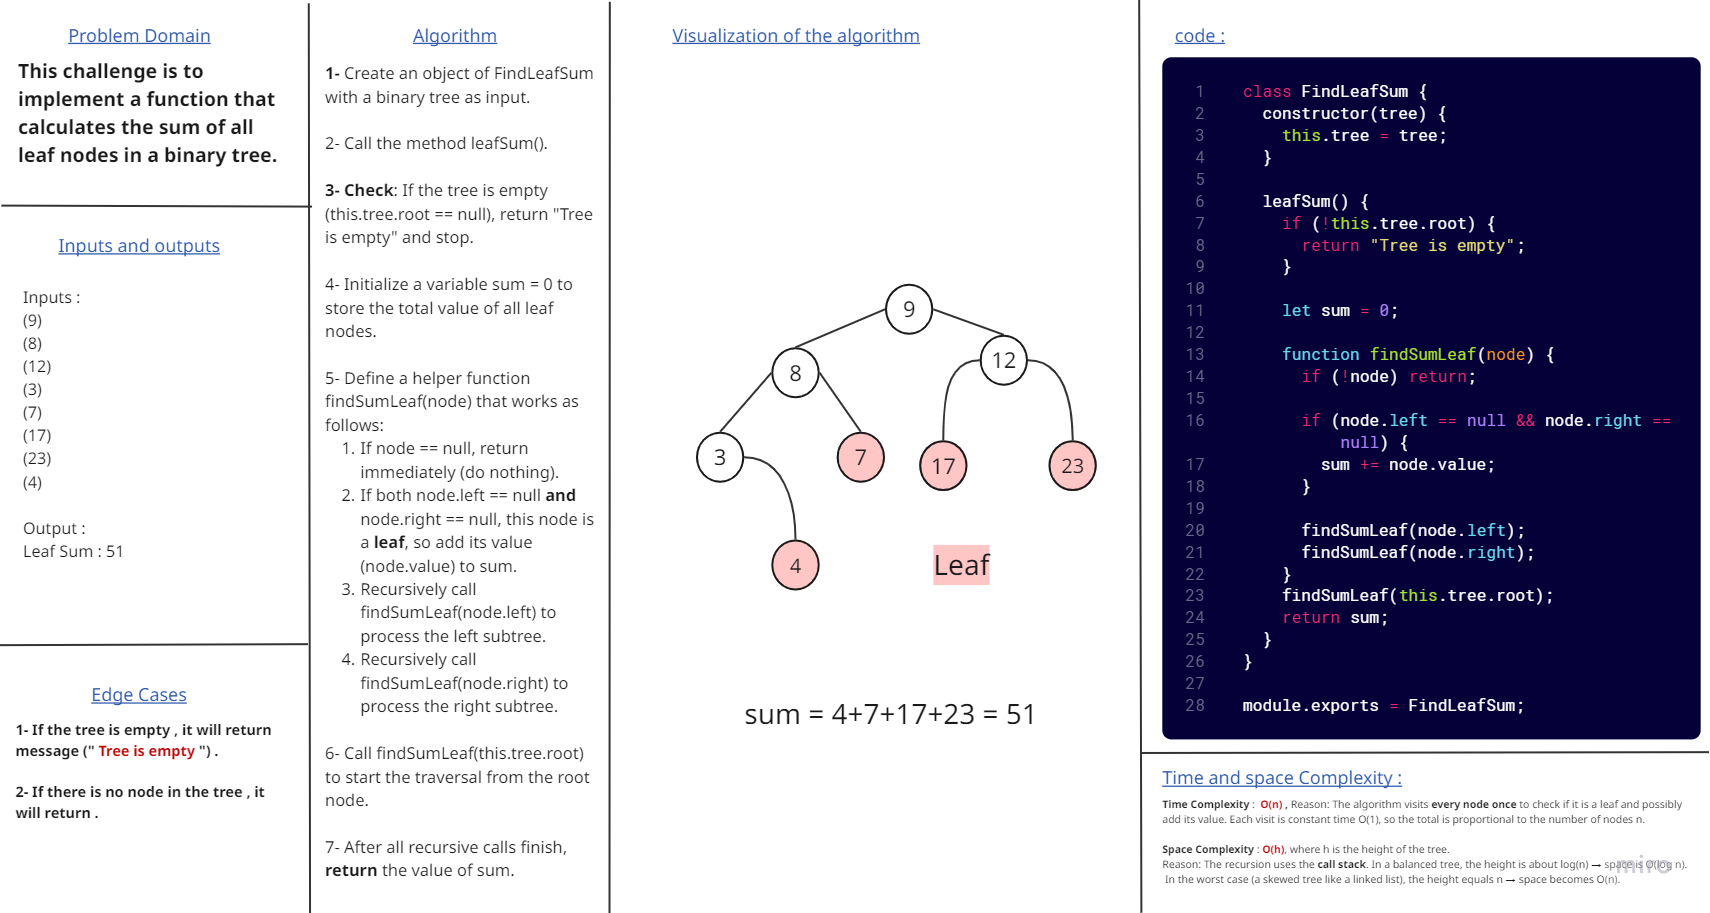 Problem Domain
This challenge is to
implement a function that
calculates the sum of all
leaf nodes in a binary tree.
Inputs and outputs
Inputs :
(9)
(8)
(12)
(3)
(7)
(17)
(23)
(4)
Output :
Leaf Sum : 51
Edge Cases
1- If the tree is empty , it will return
message (" Tree is empty ") .
2- If there is no node in the tree , it
will return .
Algorithm
1- Create an object of FindLeafSum
with a binary tree as input.
2- Call the method leafSum().
3- Check: If the tree is empty
(this.tree.root == null), return "Tree
is empty" and stop.
4- Initialize a variable sum = 0 to
store the total value of all leaf
nodes.
5- Define a helper function
findSumLeaf(node) that works as
follows:
1. If node == null, return
immediately (do nothing).
2. If both node.left == null and
node.right == null, this node is
a leaf, so add its value
(node.value) to sum.
3. Recursively call
findSumLeaf(node.left) to
process the left subtree.
4. Recursively call
findSumLeaf(node.right) to
process the right subtree.
6- Call findSumLeaf(this.tree.root)
to start the traversal from the root
node.
7- After all recursive calls finish,
return the value of sum.
Visualization of the algorithm
9
8
12
3
7
17
23
4
Leaf
sum = 4+7+17+23 = 51
code :
1 class FindLeafSum {
2 constructor(tree) {
3 this.tree = tree;
4 }
5
6 leafSum() {
7 if (!this.tree.root) {
8 return "Tree is empty";
9 }
10
11 let sum = 0;
12
13 function findSumLeaf(node) {
14 if (!node) return;
15
16 if (node.left == null && node.right ==
null) {
17 sum += node.value;
18 }
19
20 findSumLeaf(node.left);
21 findSumLeaf(node.right);
22 }
23 findSumLeaf(this.tree.root);
24 return sum;
25 }
26 }
27
28 module.exports = FindLeafSum;
Time and space Complexity :
Time Complexity : O(n) , Reason: The algorithm visits every node once to check if it is a leaf and possibly
add its value. Each visit is constant time O(1), so the total is proportional to the number of nodes n.
Space Complexity : O(h), where h is the height of the tree.
Reason: The recursion uses the call stack. In a balanced tree, the height is about log(n) → space is O(log n).
In the worst case (a skewed tree like a linked list), the height equals n → space becomes O(n).
miro